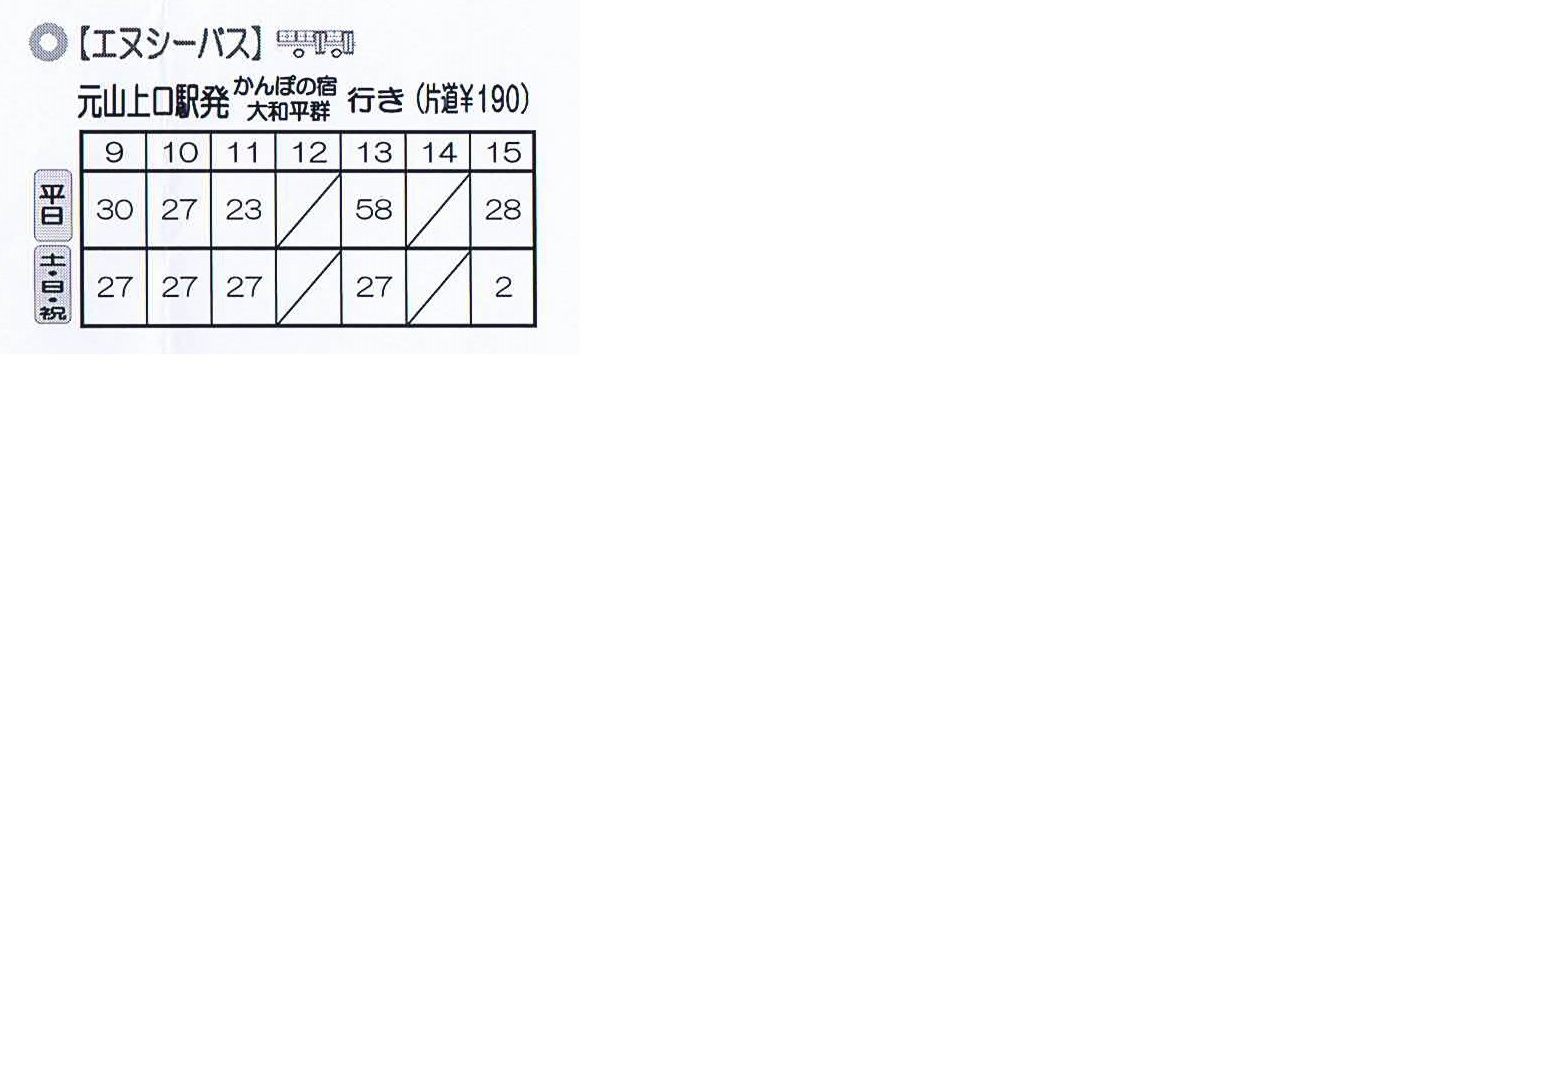 【エヌシーバス】
元山上口駅発 かんぽの宿 大和平群 行き（片道¥190）
9 10 11 12 13 14 15
平日 30 27 23 58 28
土・日・祝 27 27 27 27 2